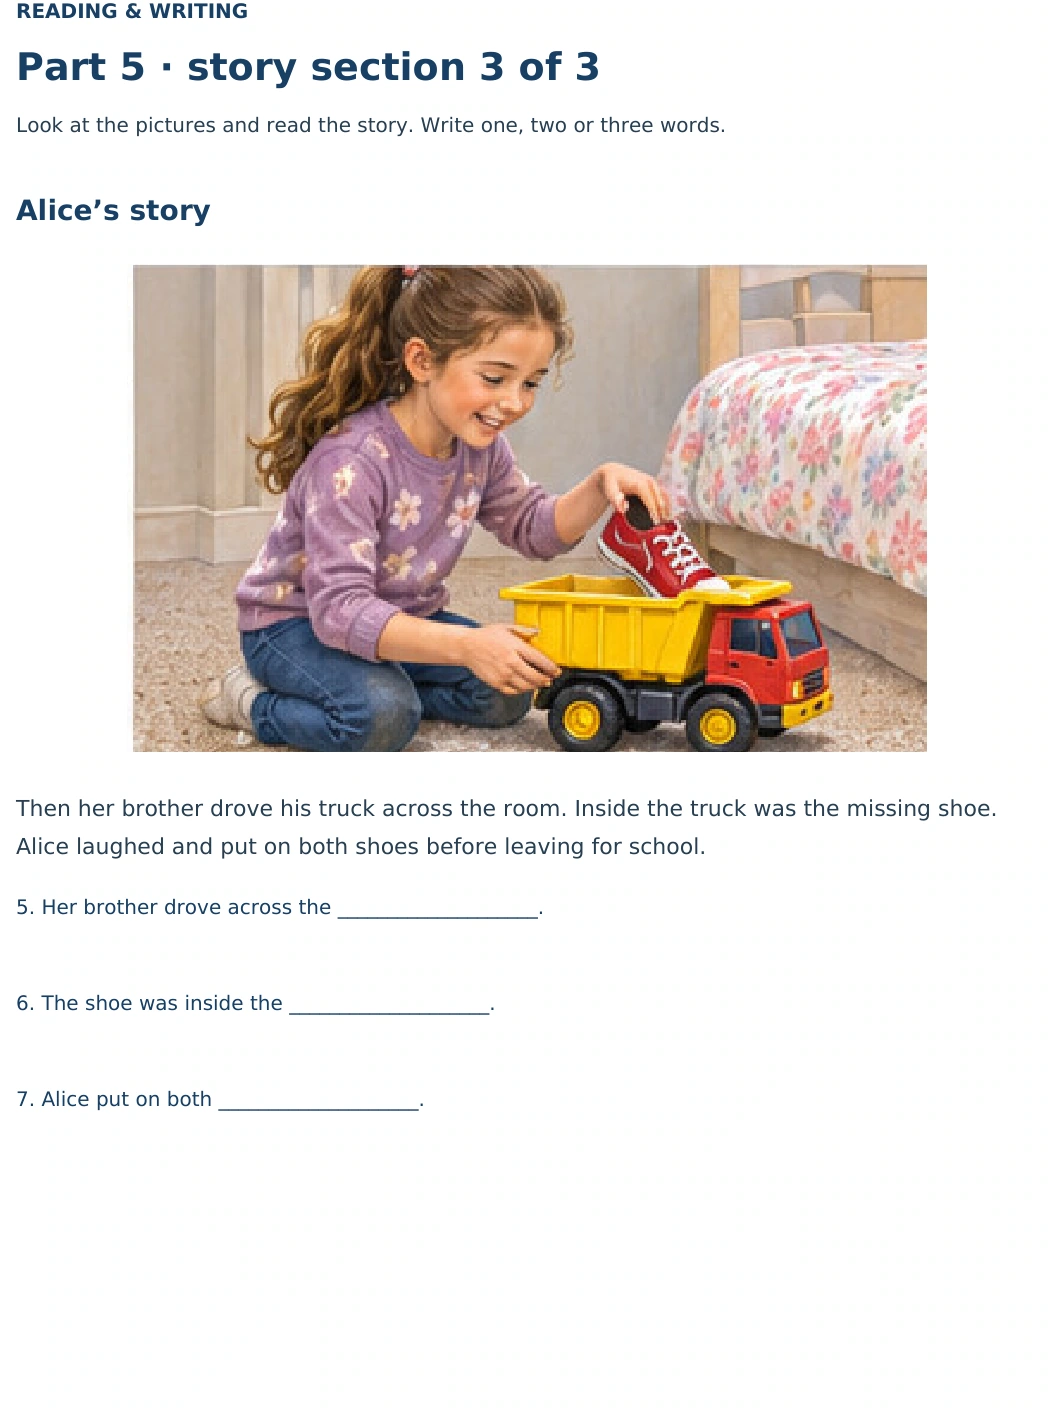 READING & WRITING
Part 5 · story section 3 of 3
Look at the pictures and read the story. Write one, two or three words.
Alice’s story
Then her brother drove his truck across the room. Inside the truck was the missing shoe.
Alice laughed and put on both shoes before leaving for school.
5. Her brother drove across the ____________________.
6. The shoe was inside the ____________________.
7. Alice put on both ____________________.